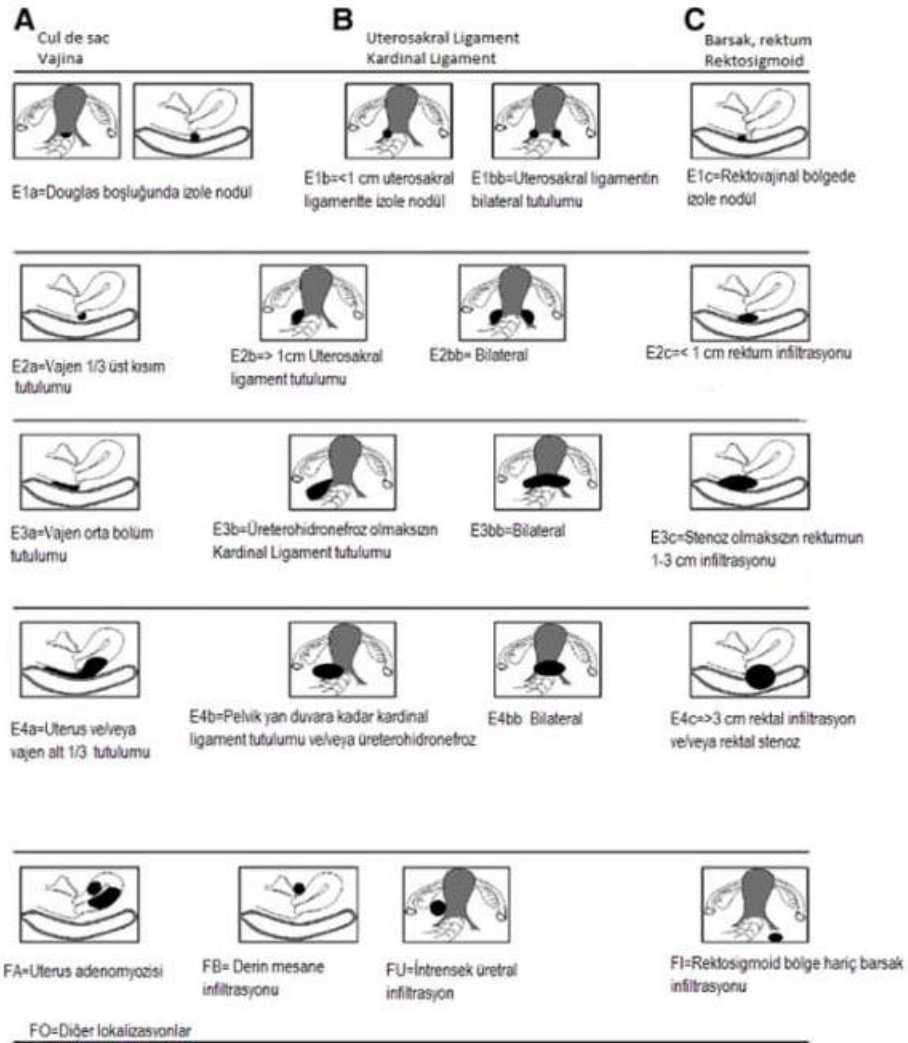 A
B
C
Cul de sac
Vajina
Uterosakral Ligament
Kardinal Ligament
Barsak, rektum
Rektosigmoid
E1a=Douglas boşluğunda izole nodül
E1b=<1 cm uterosakral
ligamentte izole nodül
E1bb=Uterosakral ligamentin
bilateral tutulumu
E1c=Rektovajinal bölgede
izole nodül
E2a=Vajen 1/3 üst kısım
tutulumu
E2b=> 1cm Uterosakral
ligament tutulumu
E2bb= Bilateral
E2c=< 1 cm rektum infiltrasyonu
E3a=Vajen orta bölüm
tutulumu
E3b=Üreterohidronefroz olmaksızın
Kardinal Ligament tutulumu
E3bb=Bilateral
E3c=Stenoz olmaksızın rektumun
1-3 cm infiltrasyonu
E4a=Uterus ve/veya
vajen alt 1/3 tutulumu
E4b=Pelvik yan duvara kadar kardinal
ligament tutulumu ve/veya üreterohidronefroz
E4bb Bilateral
E4c=>3 cm rektal infiltrasyon
ve/veya rektal stenoz
FA=Uterus adenomyozisi
FB= Derin mesane
infiltrasyonu
FU=İntrensek üretral
infiltrasyon
FI=Rektosigmoid bölge hariç barsak
infiltrasyonu
FO=Diğer lokalizasyonlar